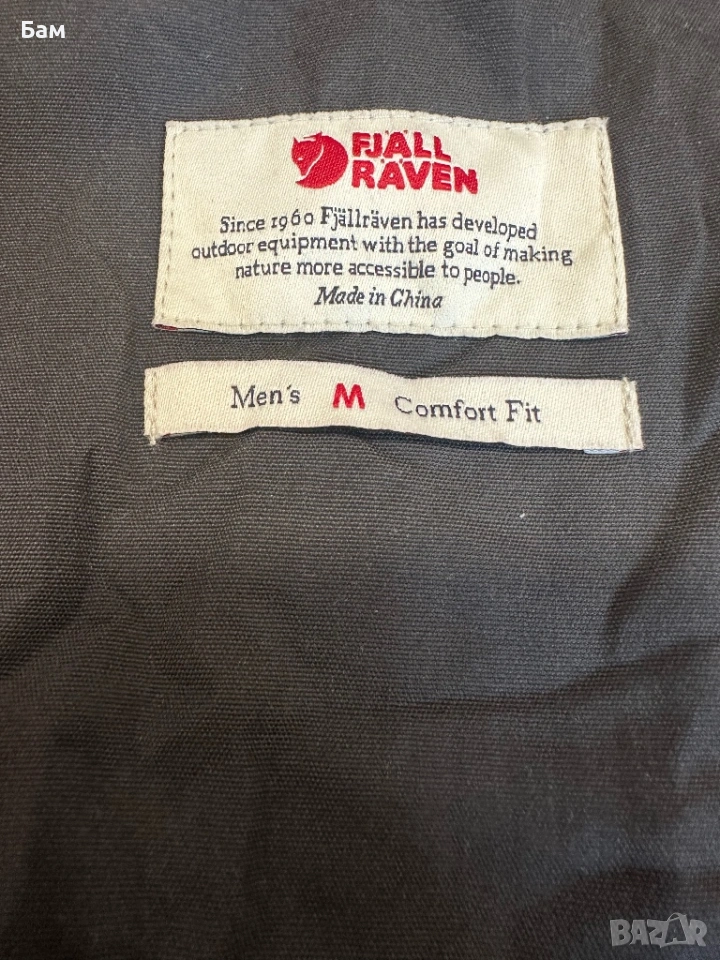 Бам
FJÄLL
RÄVEN
Since 1960 Fjällräven has developed
outdoor equipment with the goal of making
nature more accessible to people.
Made in China
Men´s M Comfort Fit
BAZAR